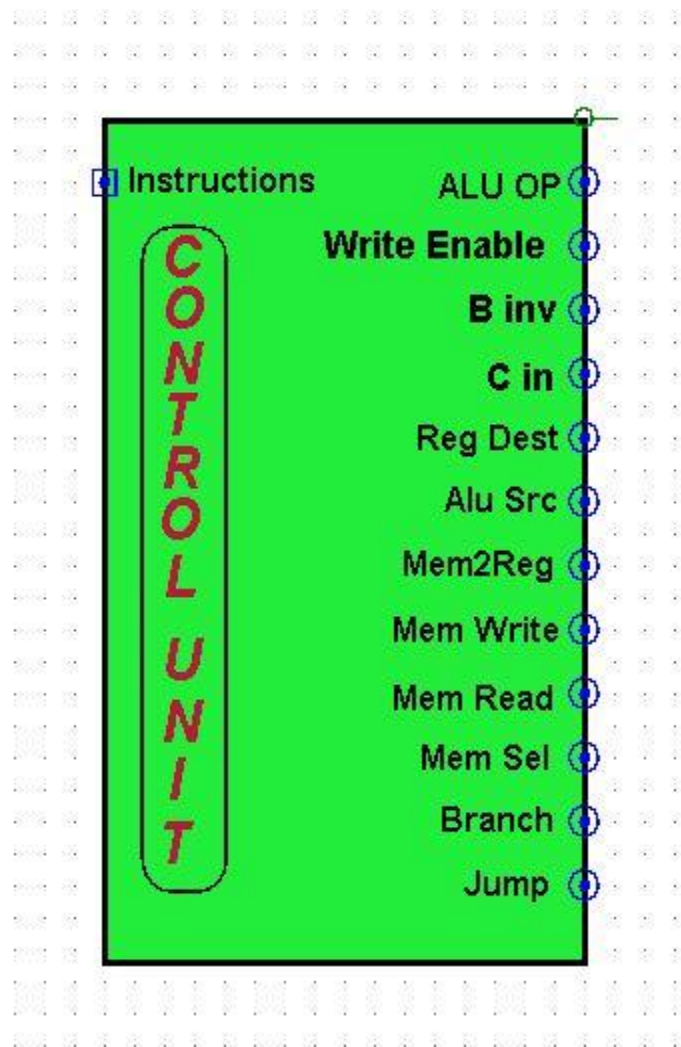 Instructions
ALU OP
Write Enable
B inv
C in
Reg Dest
Alu Src
Mem2Reg
Mem Write
Mem Read
Mem Sel
Branch
Jump
CONTROL UNIT